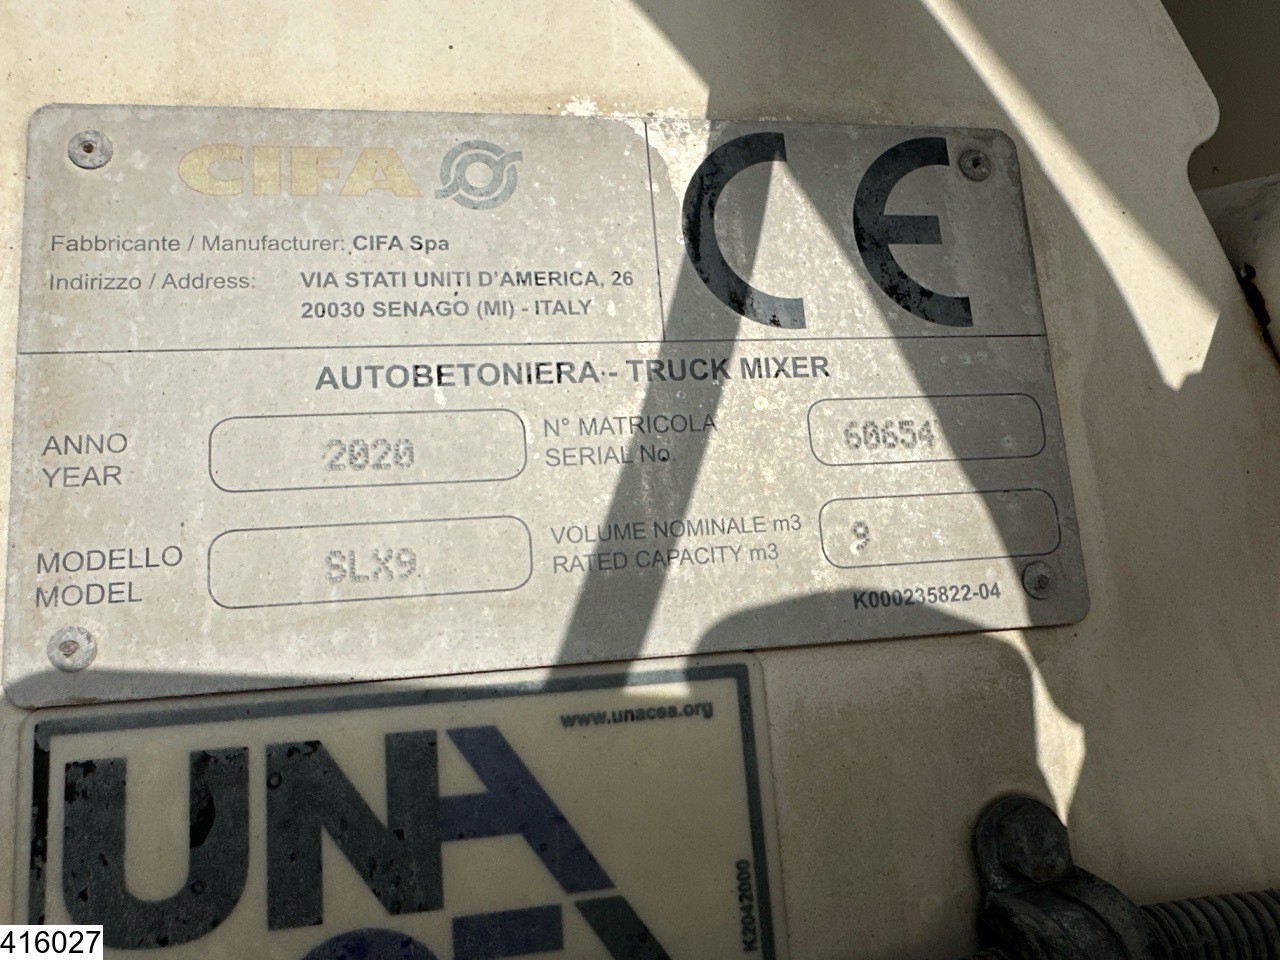 CIFA
CE
Fabbricante / Manufacturer: CIFA Spa
Indirizzo / Address: VIA STATI UNITI D'AMERICA, 26
20030 SENAGO (MI) - ITALY
AUTOBETONIERA - TRUCK MIXER
ANNO
YEAR
2020
N° MATRICOLA
SERIAL No.
60654
MODELLO
MODEL
SLX9
VOLUME NOMINALE m3
RATED CAPACITY m3
9
K000235822-04
www.unacea.org
UNA
K2042000
416027